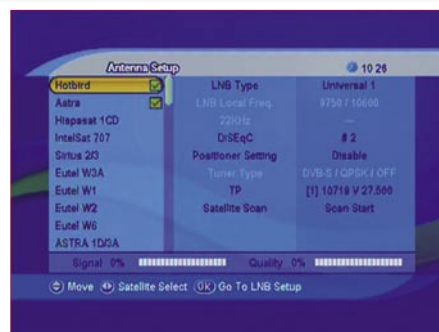 Antenna Setup 10 26
Hotbird LNB Type Universal 1
Astra LNB Local Freq. 9750 / 10600
Hispasat 1CD 22KHz ---
IntelSat 707 DiSEqC # 2
Sirius 2/3 Positioner Setting Disable
Eutel W3A Tuner Type DVB-S / QPSK / OFF
Eutel W1 TP [1] 10719 V 27.500
Eutel W2 Satellite Scan Scan Start
Eutel W6
ASTRA 1D/3A
Signal 0% Quality 0%
Move Satellite Select OK Go To LNB Setup